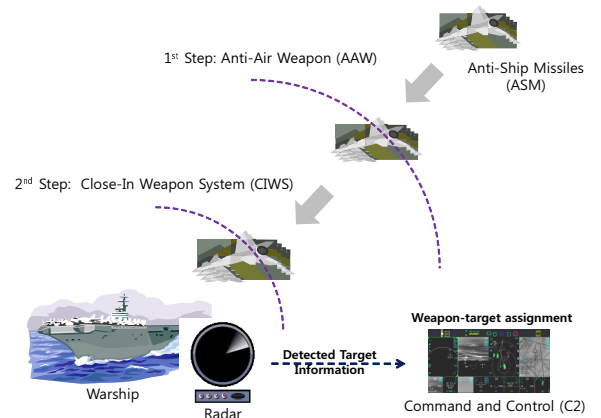 1st Step: Anti-Air Weapon (AAW)
Anti-Ship Missiles
(ASM)
2nd Step: Close-In Weapon System (CIWS)
Weapon-target assignment
Detected Target
Information
Warship
Radar
Command and Control (C2)